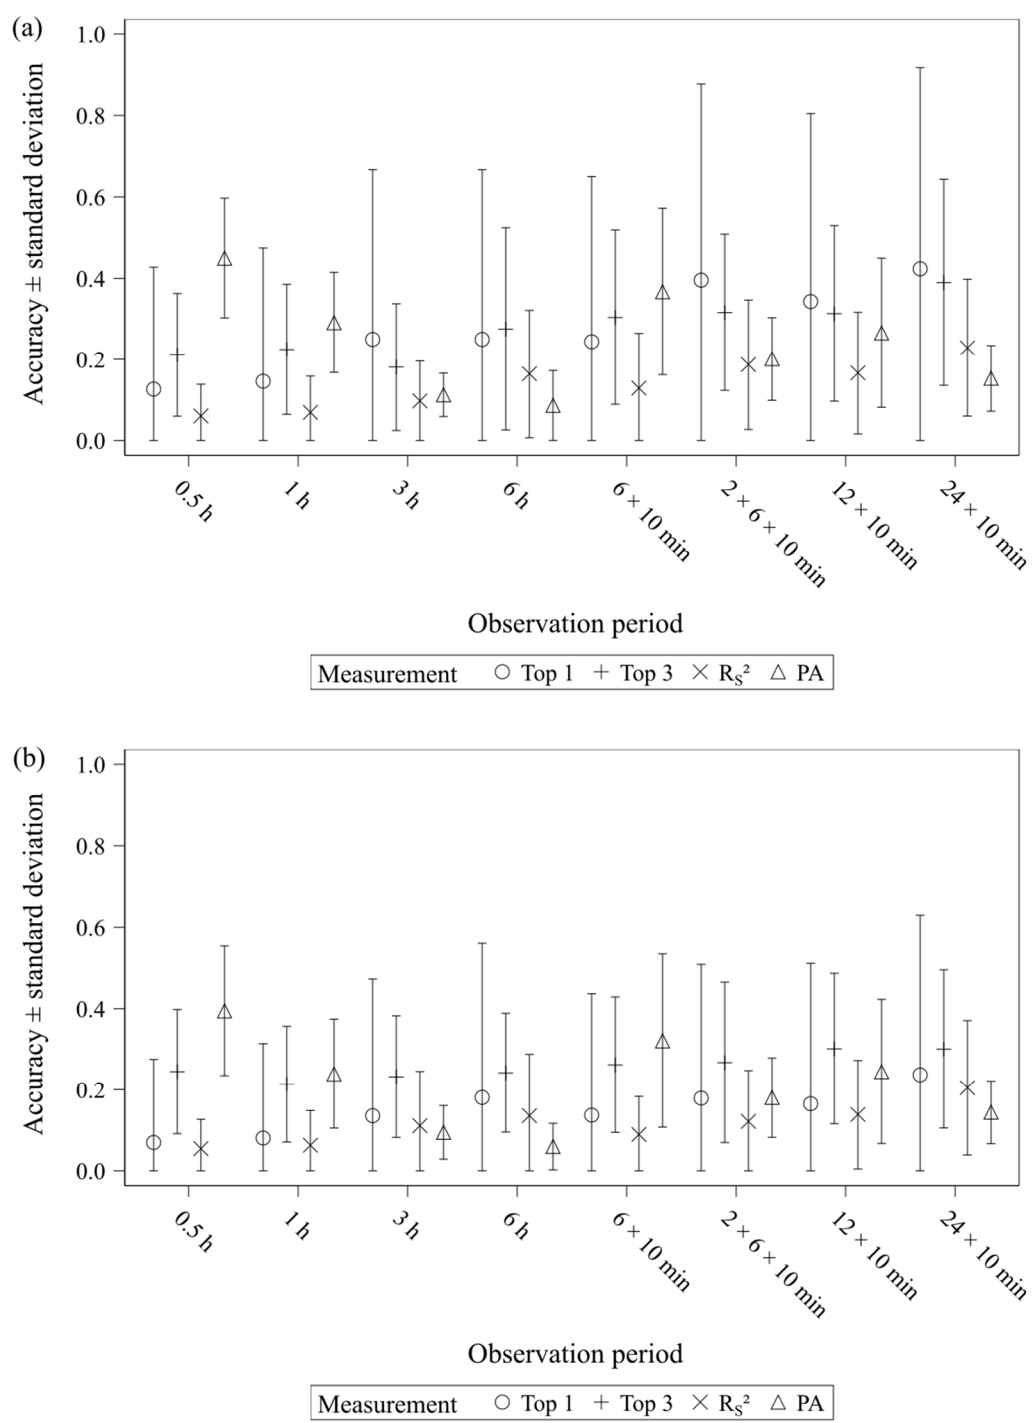 (a)
Accuracy ± standard deviation
1.0
0.8
0.6
0.4
0.2
0.0
0.5 h
1 h
3 h
6 h
6 × 10 min
2 × 6 × 10 min
12 × 10 min
24 × 10 min
Observation period
Measurement ○ Top 1 + Top 3 × R_S² △ PA
(b)
Accuracy ± standard deviation
1.0
0.8
0.6
0.4
0.2
0.0
0.5 h
1 h
3 h
6 h
6 × 10 min
2 × 6 × 10 min
12 × 10 min
24 × 10 min
Observation period
Measurement ○ Top 1 + Top 3 × R_S² △ PA